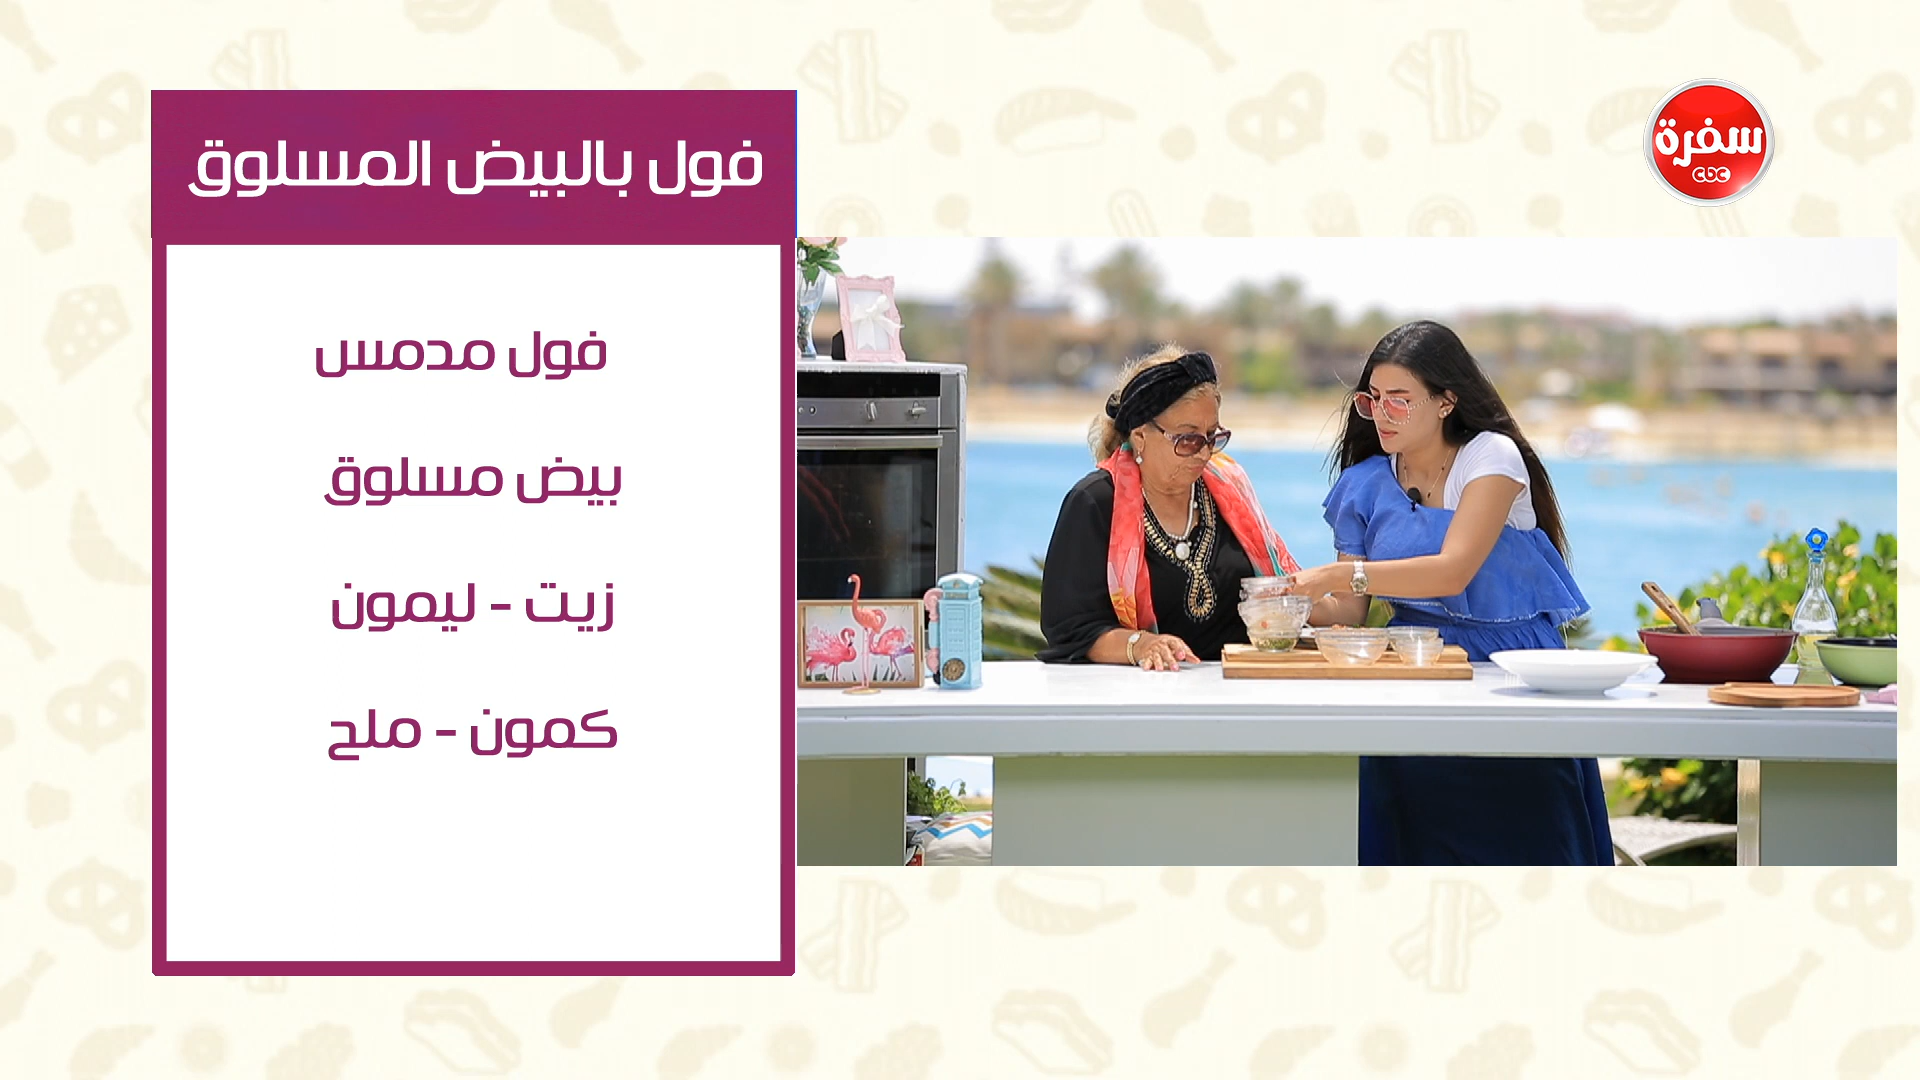 فول بالبيض المسلوق
فول مدمس
بيض مسلوق
زيت - ليمون
كمون - ملح
سفرة
cbc